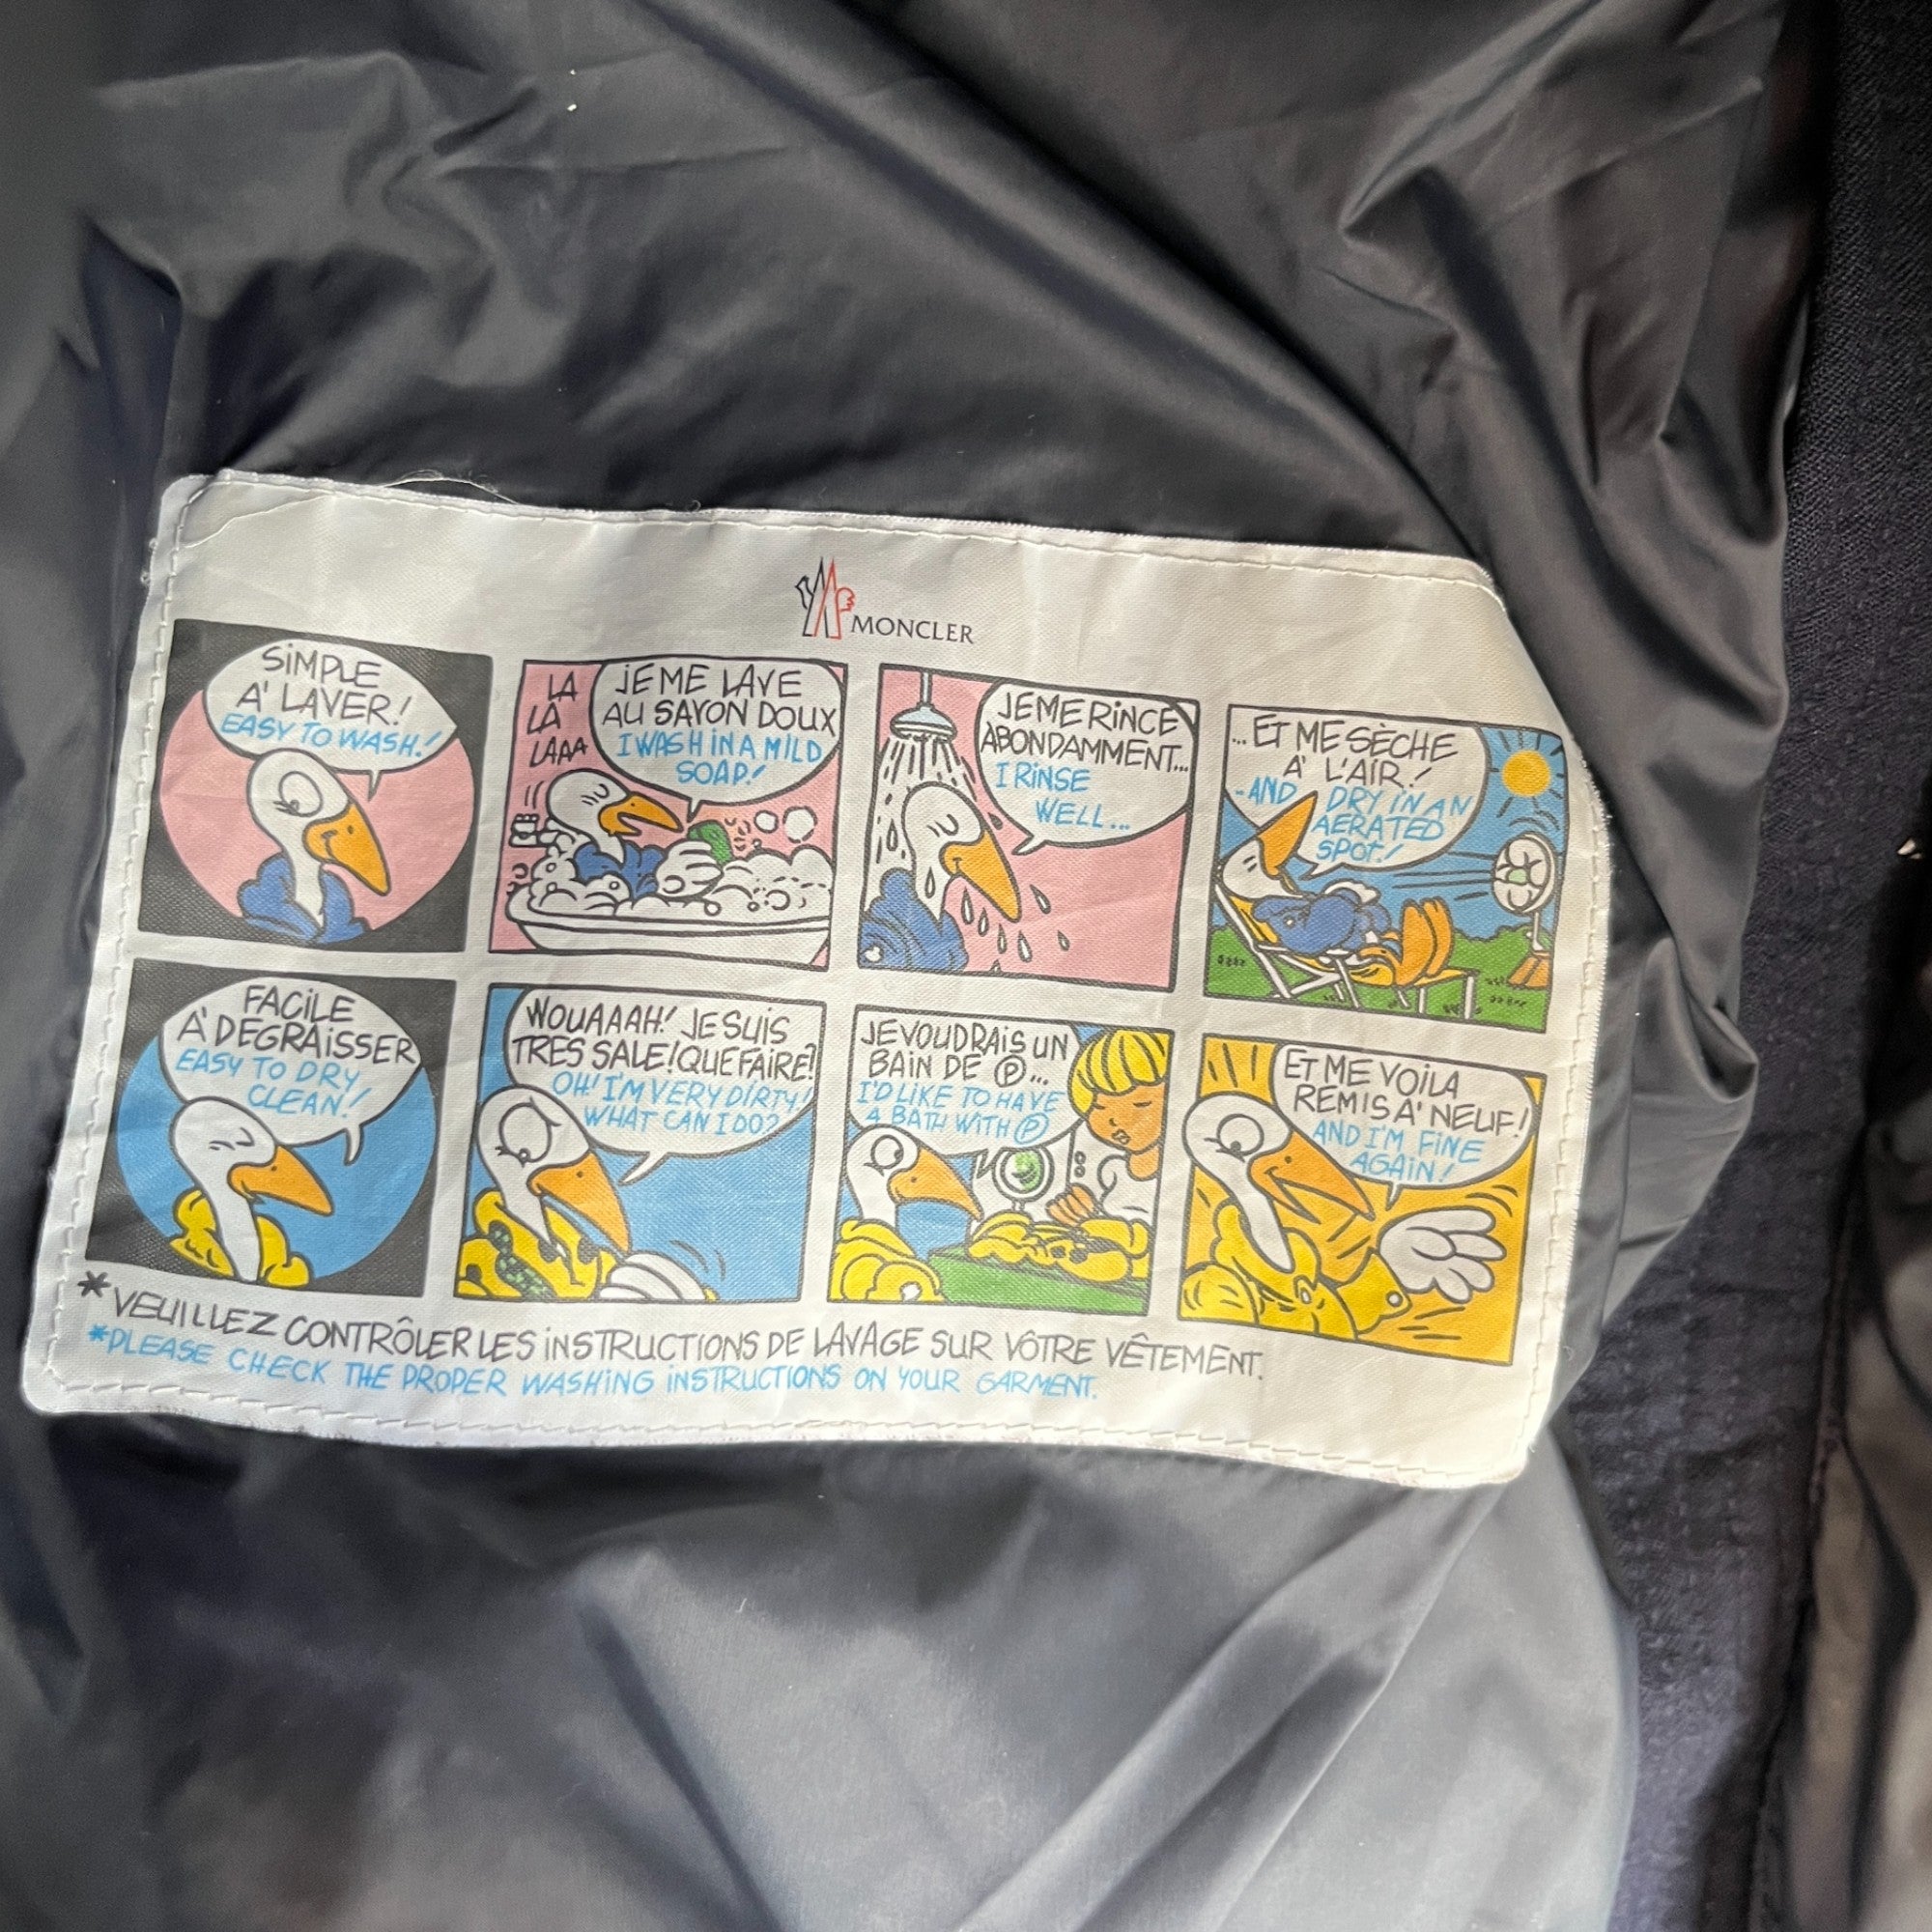 MONCLER
SiMPLE
A' LAVER!
EASY TO WASH!
LA
LA
LAAA
JE ME LAVE
AU SAVON DOUX
I WASH iN A MiLD
SOAP!
JE ME RiNCE
ABONDAMMENT...
I RiNSE
WELL...
... ET ME SÈCHE
A' L'AiR!
-AND DRY iN AN
AERATED
SPOT!
FACiLE
A' DEGRAiSSER
EASY TO DRY
CLEAN!
WOUAAAH! JE SUiS
TRES SALE! QUE FAiRE?
OH! I'M VERY DiRTY!
WHAT CAN I DO?
JE VOUDRAiS UN
BAiN DE Ⓟ...
I'D LiKE TO HAVE
A BATH WiTH Ⓟ
ET ME VOiLA
REMiS A' NEUF!
AND I'M FiNE
AGAiN!
*VEUILLEZ CONTRÔLER LES iNSTRUCTiONS DE LAVAGE SUR VÔTRE VÊTEMENT.
*PLEASE CHECK THE PROPER WASHiNG iNSTRUCTiONS ON YOUR GARMENT.